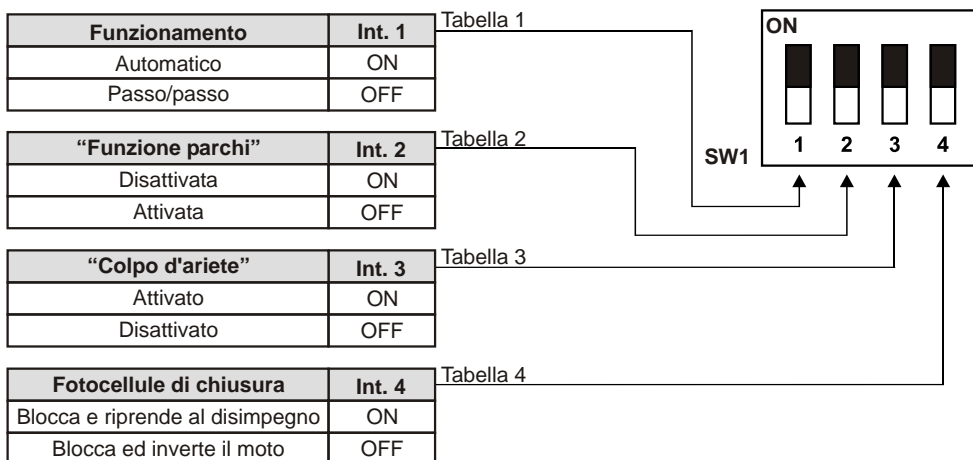 Funzionamento Int. 1 Tabella 1
Automatico ON
Passo/passo OFF
“Funzione parchi” Int. 2 Tabella 2
Disattivata ON
Attivata OFF
“Colpo d'ariete” Int. 3 Tabella 3
Attivato ON
Disattivato OFF
Fotocellule di chiusura Int. 4 Tabella 4
Blocca e riprende al disimpegno ON
Blocca ed inverte il moto OFF
ON
1 2 3 4
SW1